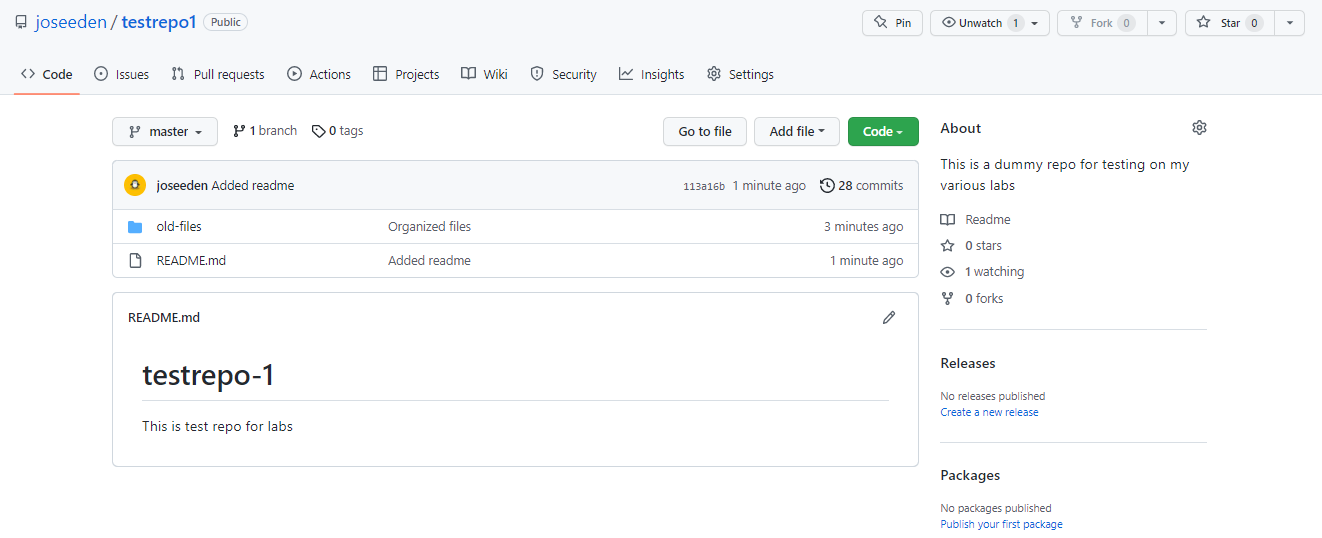 joseeden / testrepo1 Public Pin Unwatch 1 Fork 0 Star 0
Code Issues Pull requests Actions Projects Wiki Security Insights Settings
master 1 branch 0 tags Go to file Add file Code
joseeden Added readme 113a16b 1 minute ago 28 commits
old-files Organized files 3 minutes ago
README.md Added readme 1 minute ago
README.md
testrepo-1
This is test repo for labs
About
This is a dummy repo for testing on my
various labs
Readme
0 stars
1 watching
0 forks
Releases
No releases published
Create a new release
Packages
No packages published
Publish your first package